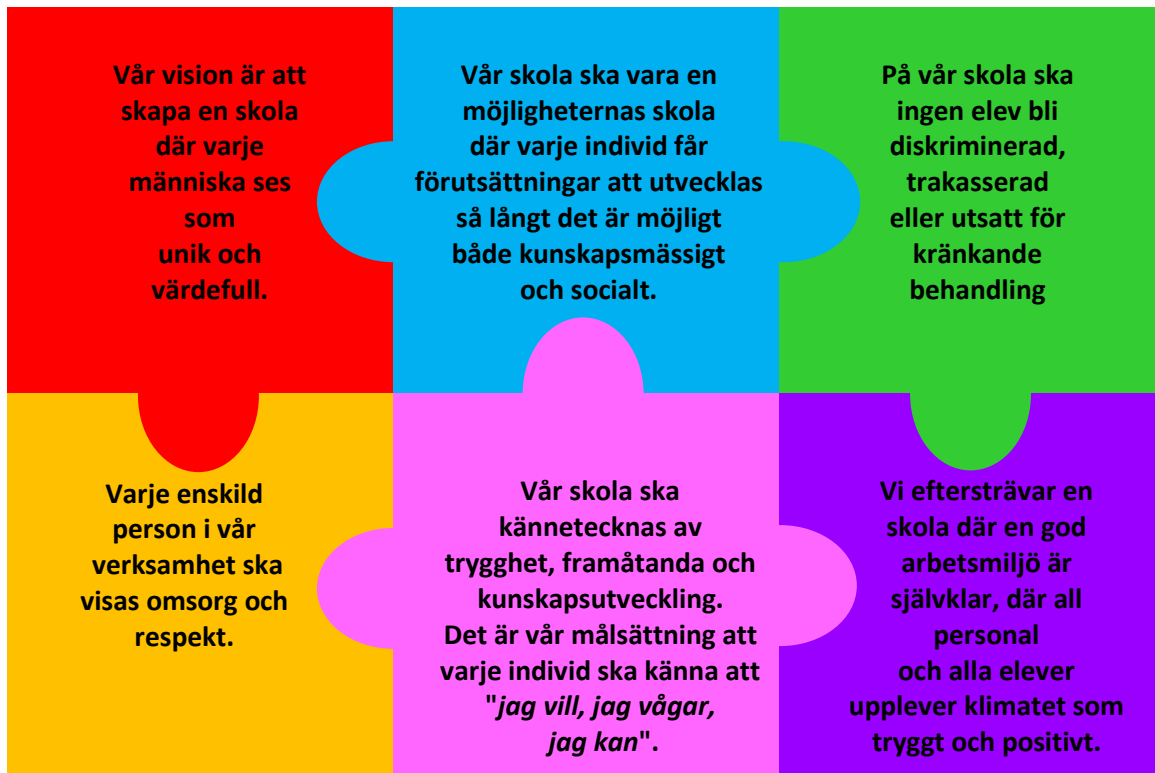 Vår vision är att
skapa en skola
där varje
människa ses
som
unik och
värdefull.
Vår skola ska vara en
möjligheternas skola
där varje individ får
förutsättningar att utvecklas
så långt det är möjligt
både kunskapsmässigt
och socialt.
På vår skola ska
ingen elev bli
diskriminerad,
trakasserad
eller utsatt för
kränkande
behandling
Varje enskild
person i vår
verksamhet ska
visas omsorg och
respekt.
Vår skola ska
kännetecknas av
trygghet, framåtanda och
kunskapsutveckling.
Det är vår målsättning att
varje individ ska känna att
"jag vill, jag vågar,
jag kan".
Vi eftersträvar en
skola där en god
arbetsmiljö är
självklar, där all
personal
och alla elever
upplever klimatet som
tryggt och positivt.